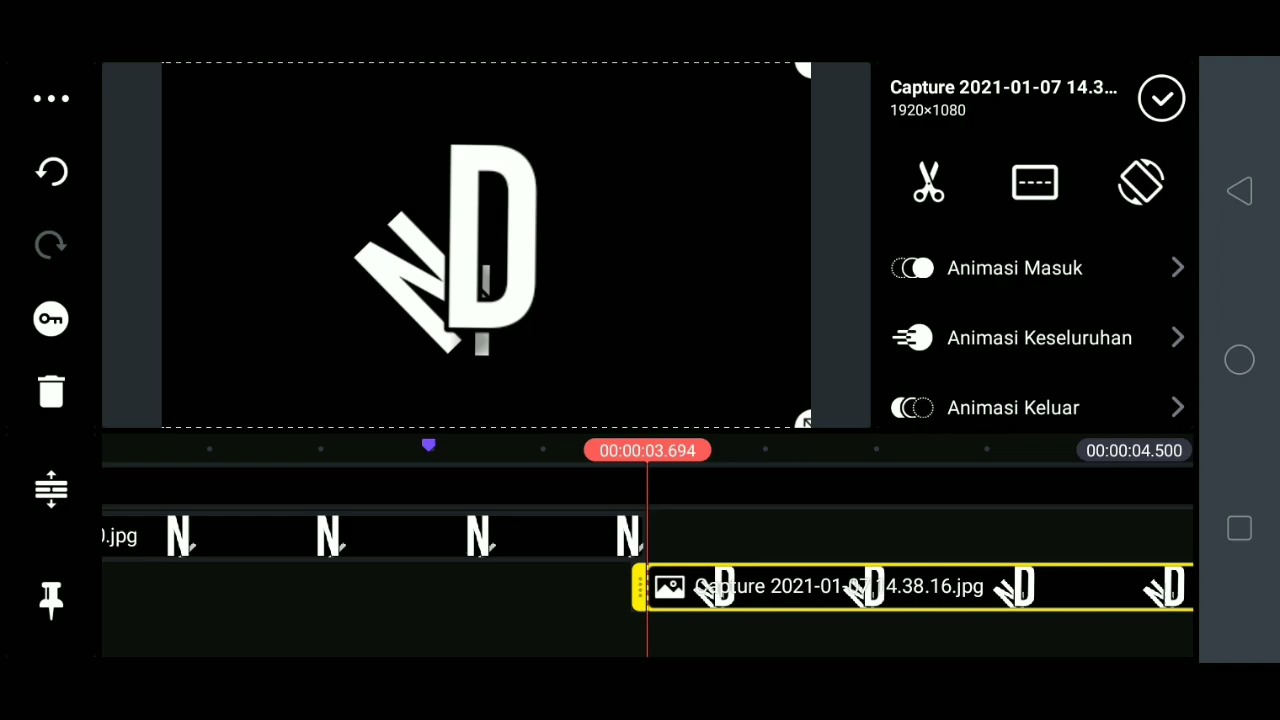 Capture 2021-01-07 14.3...
1920×1080
N
D
Animasi Masuk
Animasi Keseluruhan
Animasi Keluar
00:00:03.694
00:00:04.500
.jpg
N
N
N
N
Capture 2021-01-07 14.38.16.jpg